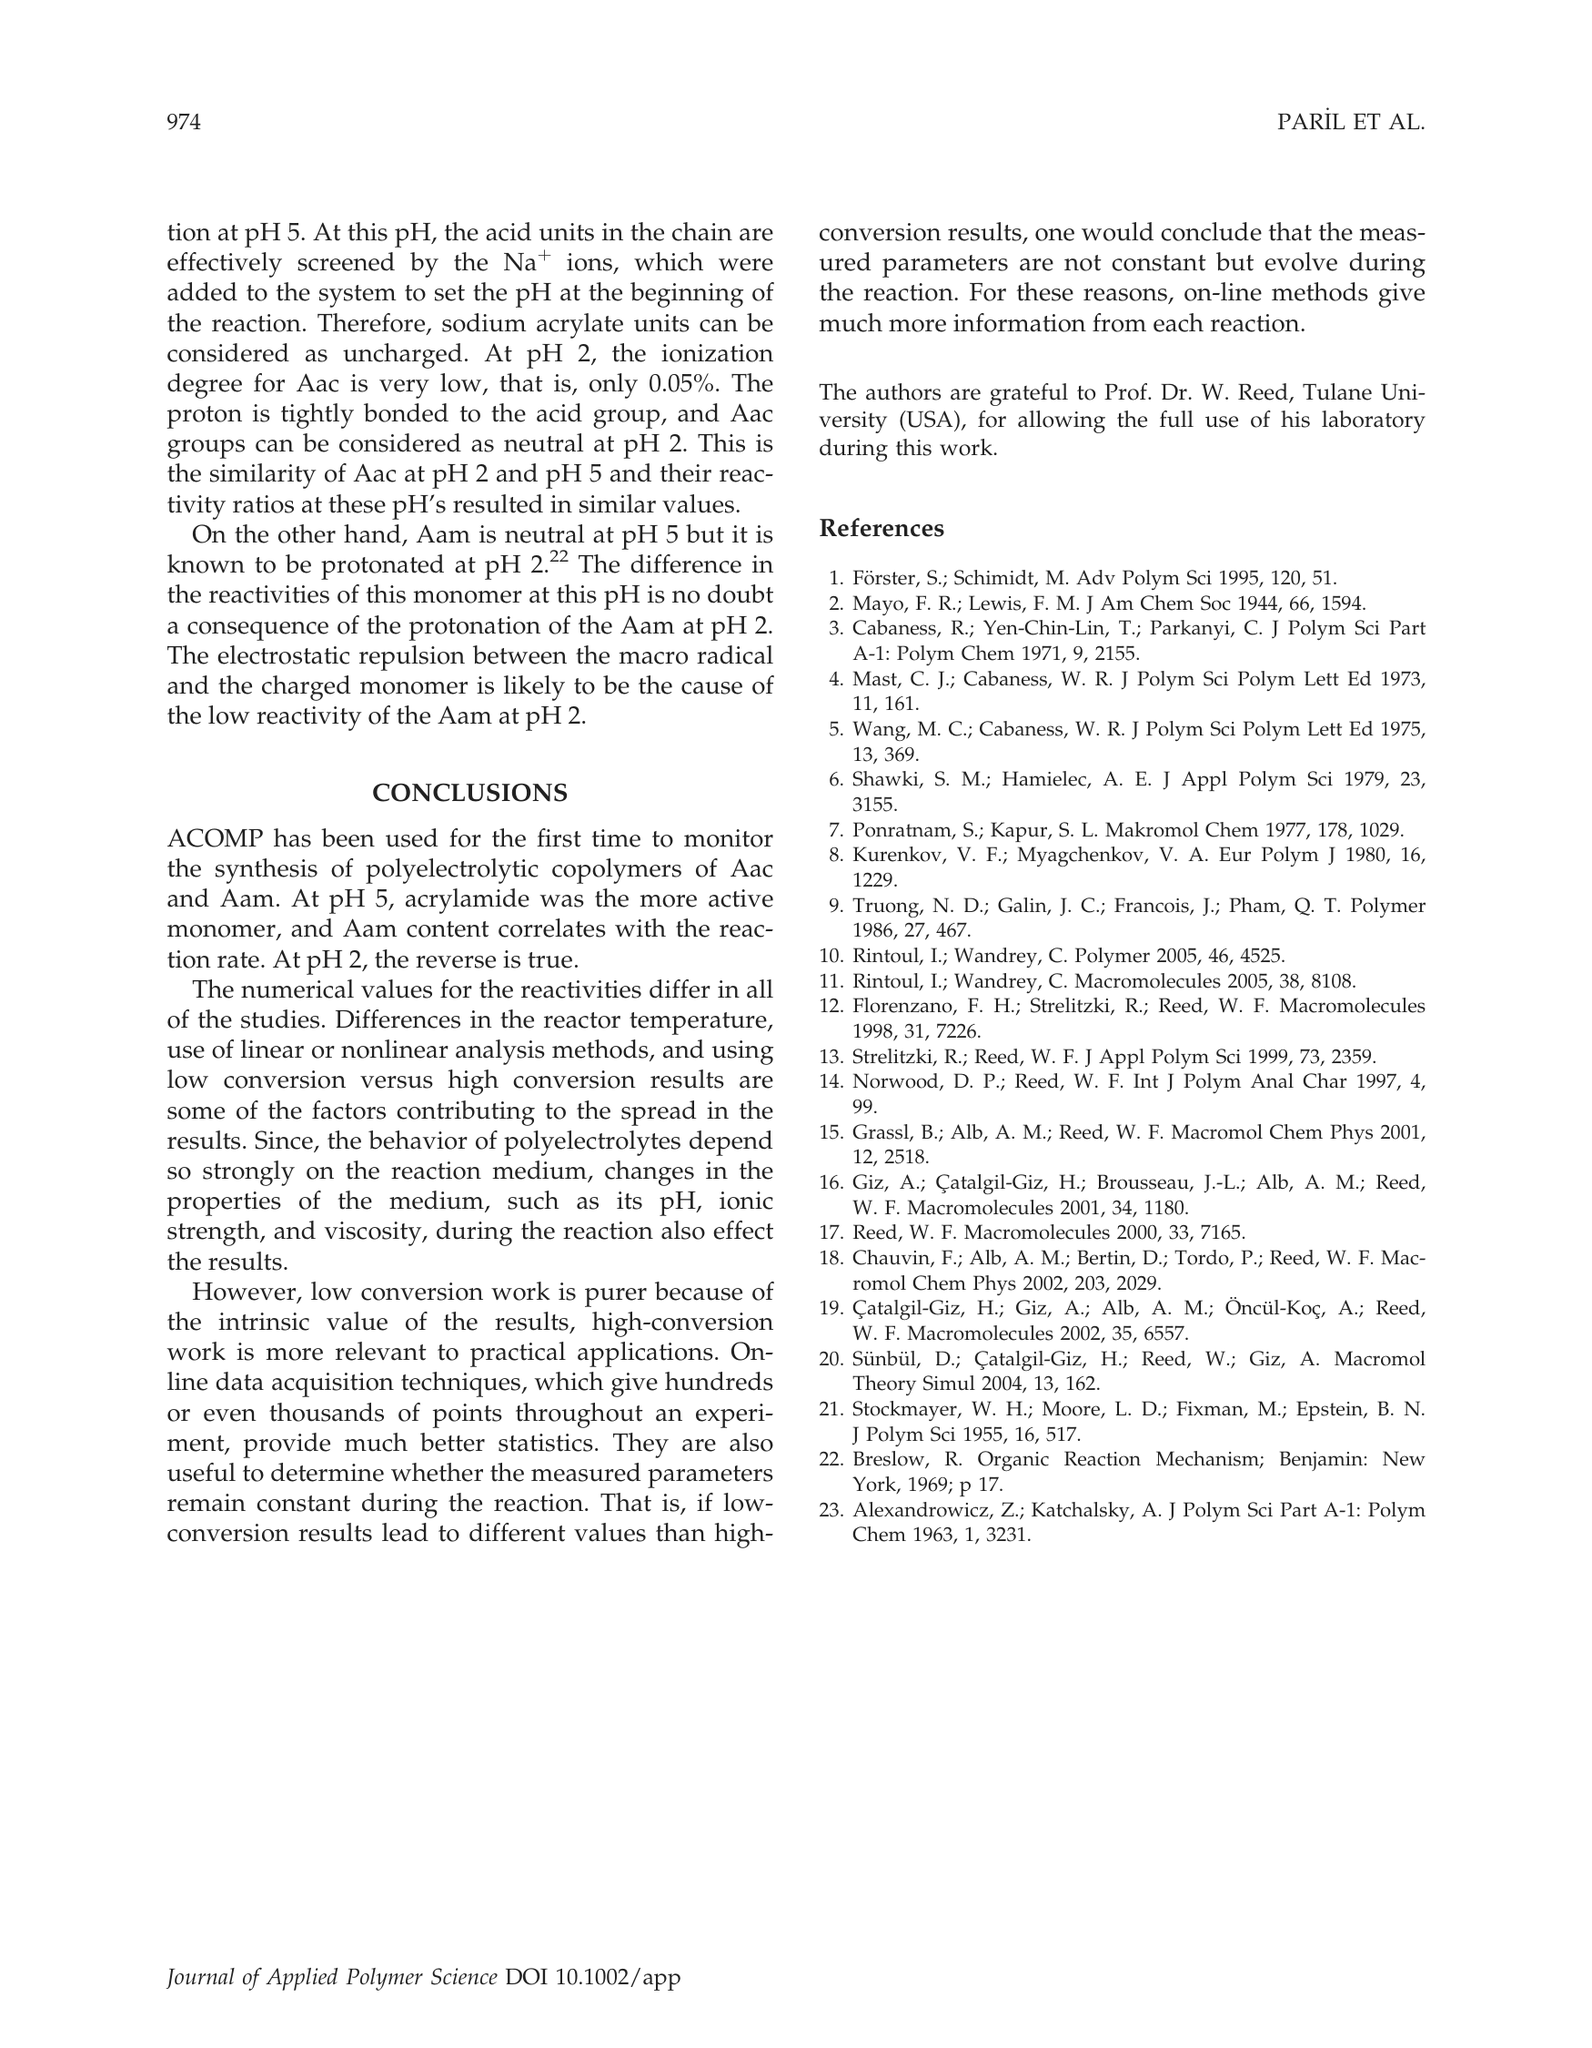 974
PARİL ET AL.
tion at pH 5. At this pH, the acid units in the chain are
effectively screened by the Na⁺ ions, which were
added to the system to set the pH at the beginning of
the reaction. Therefore, sodium acrylate units can be
considered as uncharged. At pH 2, the ionization
degree for Aac is very low, that is, only 0.05%. The
proton is tightly bonded to the acid group, and Aac
groups can be considered as neutral at pH 2. This is
the similarity of Aac at pH 2 and pH 5 and their reac-
tivity ratios at these pH's resulted in similar values.
On the other hand, Aam is neutral at pH 5 but it is
known to be protonated at pH 2.²² The difference in
the reactivities of this monomer at this pH is no doubt
a consequence of the protonation of the Aam at pH 2.
The electrostatic repulsion between the macro radical
and the charged monomer is likely to be the cause of
the low reactivity of the Aam at pH 2.
CONCLUSIONS
ACOMP has been used for the first time to monitor
the synthesis of polyelectrolytic copolymers of Aac
and Aam. At pH 5, acrylamide was the more active
monomer, and Aam content correlates with the reac-
tion rate. At pH 2, the reverse is true.
The numerical values for the reactivities differ in all
of the studies. Differences in the reactor temperature,
use of linear or nonlinear analysis methods, and using
low conversion versus high conversion results are
some of the factors contributing to the spread in the
results. Since, the behavior of polyelectrolytes depend
so strongly on the reaction medium, changes in the
properties of the medium, such as its pH, ionic
strength, and viscosity, during the reaction also effect
the results.
However, low conversion work is purer because of
the intrinsic value of the results, high-conversion
work is more relevant to practical applications. On-
line data acquisition techniques, which give hundreds
or even thousands of points throughout an experi-
ment, provide much better statistics. They are also
useful to determine whether the measured parameters
remain constant during the reaction. That is, if low-
conversion results lead to different values than high-
conversion results, one would conclude that the meas-
ured parameters are not constant but evolve during
the reaction. For these reasons, on-line methods give
much more information from each reaction.
The authors are grateful to Prof. Dr. W. Reed, Tulane Uni-
versity (USA), for allowing the full use of his laboratory
during this work.
References
1. Förster, S.; Schimidt, M. Adv Polym Sci 1995, 120, 51.
2. Mayo, F. R.; Lewis, F. M. J Am Chem Soc 1944, 66, 1594.
3. Cabaness, R.; Yen-Chin-Lin, T.; Parkanyi, C. J Polym Sci Part
A-1: Polym Chem 1971, 9, 2155.
4. Mast, C. J.; Cabaness, W. R. J Polym Sci Polym Lett Ed 1973,
11, 161.
5. Wang, M. C.; Cabaness, W. R. J Polym Sci Polym Lett Ed 1975,
13, 369.
6. Shawki, S. M.; Hamielec, A. E. J Appl Polym Sci 1979, 23,
3155.
7. Ponratnam, S.; Kapur, S. L. Makromol Chem 1977, 178, 1029.
8. Kurenkov, V. F.; Myagchenkov, V. A. Eur Polym J 1980, 16,
1229.
9. Truong, N. D.; Galin, J. C.; Francois, J.; Pham, Q. T. Polymer
1986, 27, 467.
10. Rintoul, I.; Wandrey, C. Polymer 2005, 46, 4525.
11. Rintoul, I.; Wandrey, C. Macromolecules 2005, 38, 8108.
12. Florenzano, F. H.; Strelitzki, R.; Reed, W. F. Macromolecules
1998, 31, 7226.
13. Strelitzki, R.; Reed, W. F. J Appl Polym Sci 1999, 73, 2359.
14. Norwood, D. P.; Reed, W. F. Int J Polym Anal Char 1997, 4,
99.
15. Grassl, B.; Alb, A. M.; Reed, W. F. Macromol Chem Phys 2001,
12, 2518.
16. Giz, A.; Çatalgil-Giz, H.; Brousseau, J.-L.; Alb, A. M.; Reed,
W. F. Macromolecules 2001, 34, 1180.
17. Reed, W. F. Macromolecules 2000, 33, 7165.
18. Chauvin, F.; Alb, A. M.; Bertin, D.; Tordo, P.; Reed, W. F. Mac-
romol Chem Phys 2002, 203, 2029.
19. Çatalgil-Giz, H.; Giz, A.; Alb, A. M.; Öncül-Koç, A.; Reed,
W. F. Macromolecules 2002, 35, 6557.
20. Sünbül, D.; Çatalgil-Giz, H.; Reed, W.; Giz, A. Macromol
Theory Simul 2004, 13, 162.
21. Stockmayer, W. H.; Moore, L. D.; Fixman, M.; Epstein, B. N.
J Polym Sci 1955, 16, 517.
22. Breslow, R. Organic Reaction Mechanism; Benjamin: New
York, 1969; p 17.
23. Alexandrowicz, Z.; Katchalsky, A. J Polym Sci Part A-1: Polym
Chem 1963, 1, 3231.
Journal of Applied Polymer Science DOI 10.1002/app